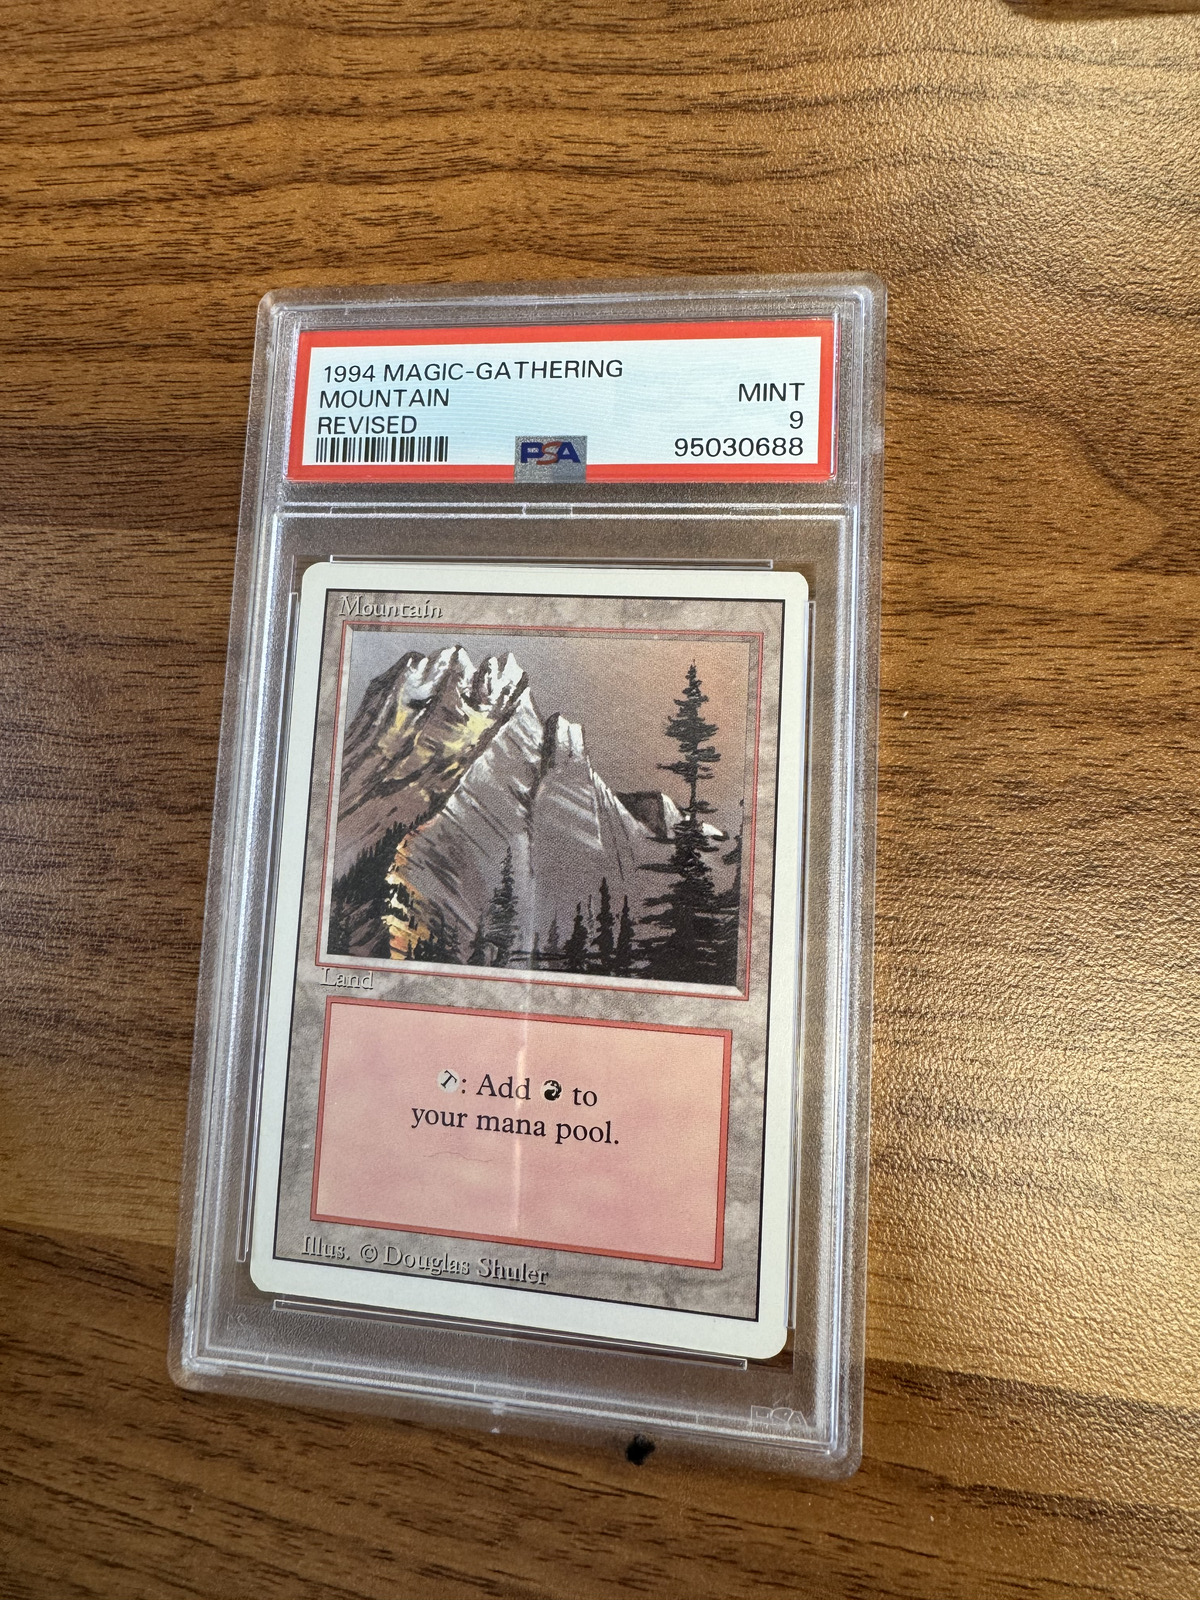 1994 MAGIC-GATHERING
MOUNTAIN
REVISED
MINT
9
95030688
PSA
Mountain
Land
T: Add to
your mana pool.
Illus. © Douglas Shuler
PSA